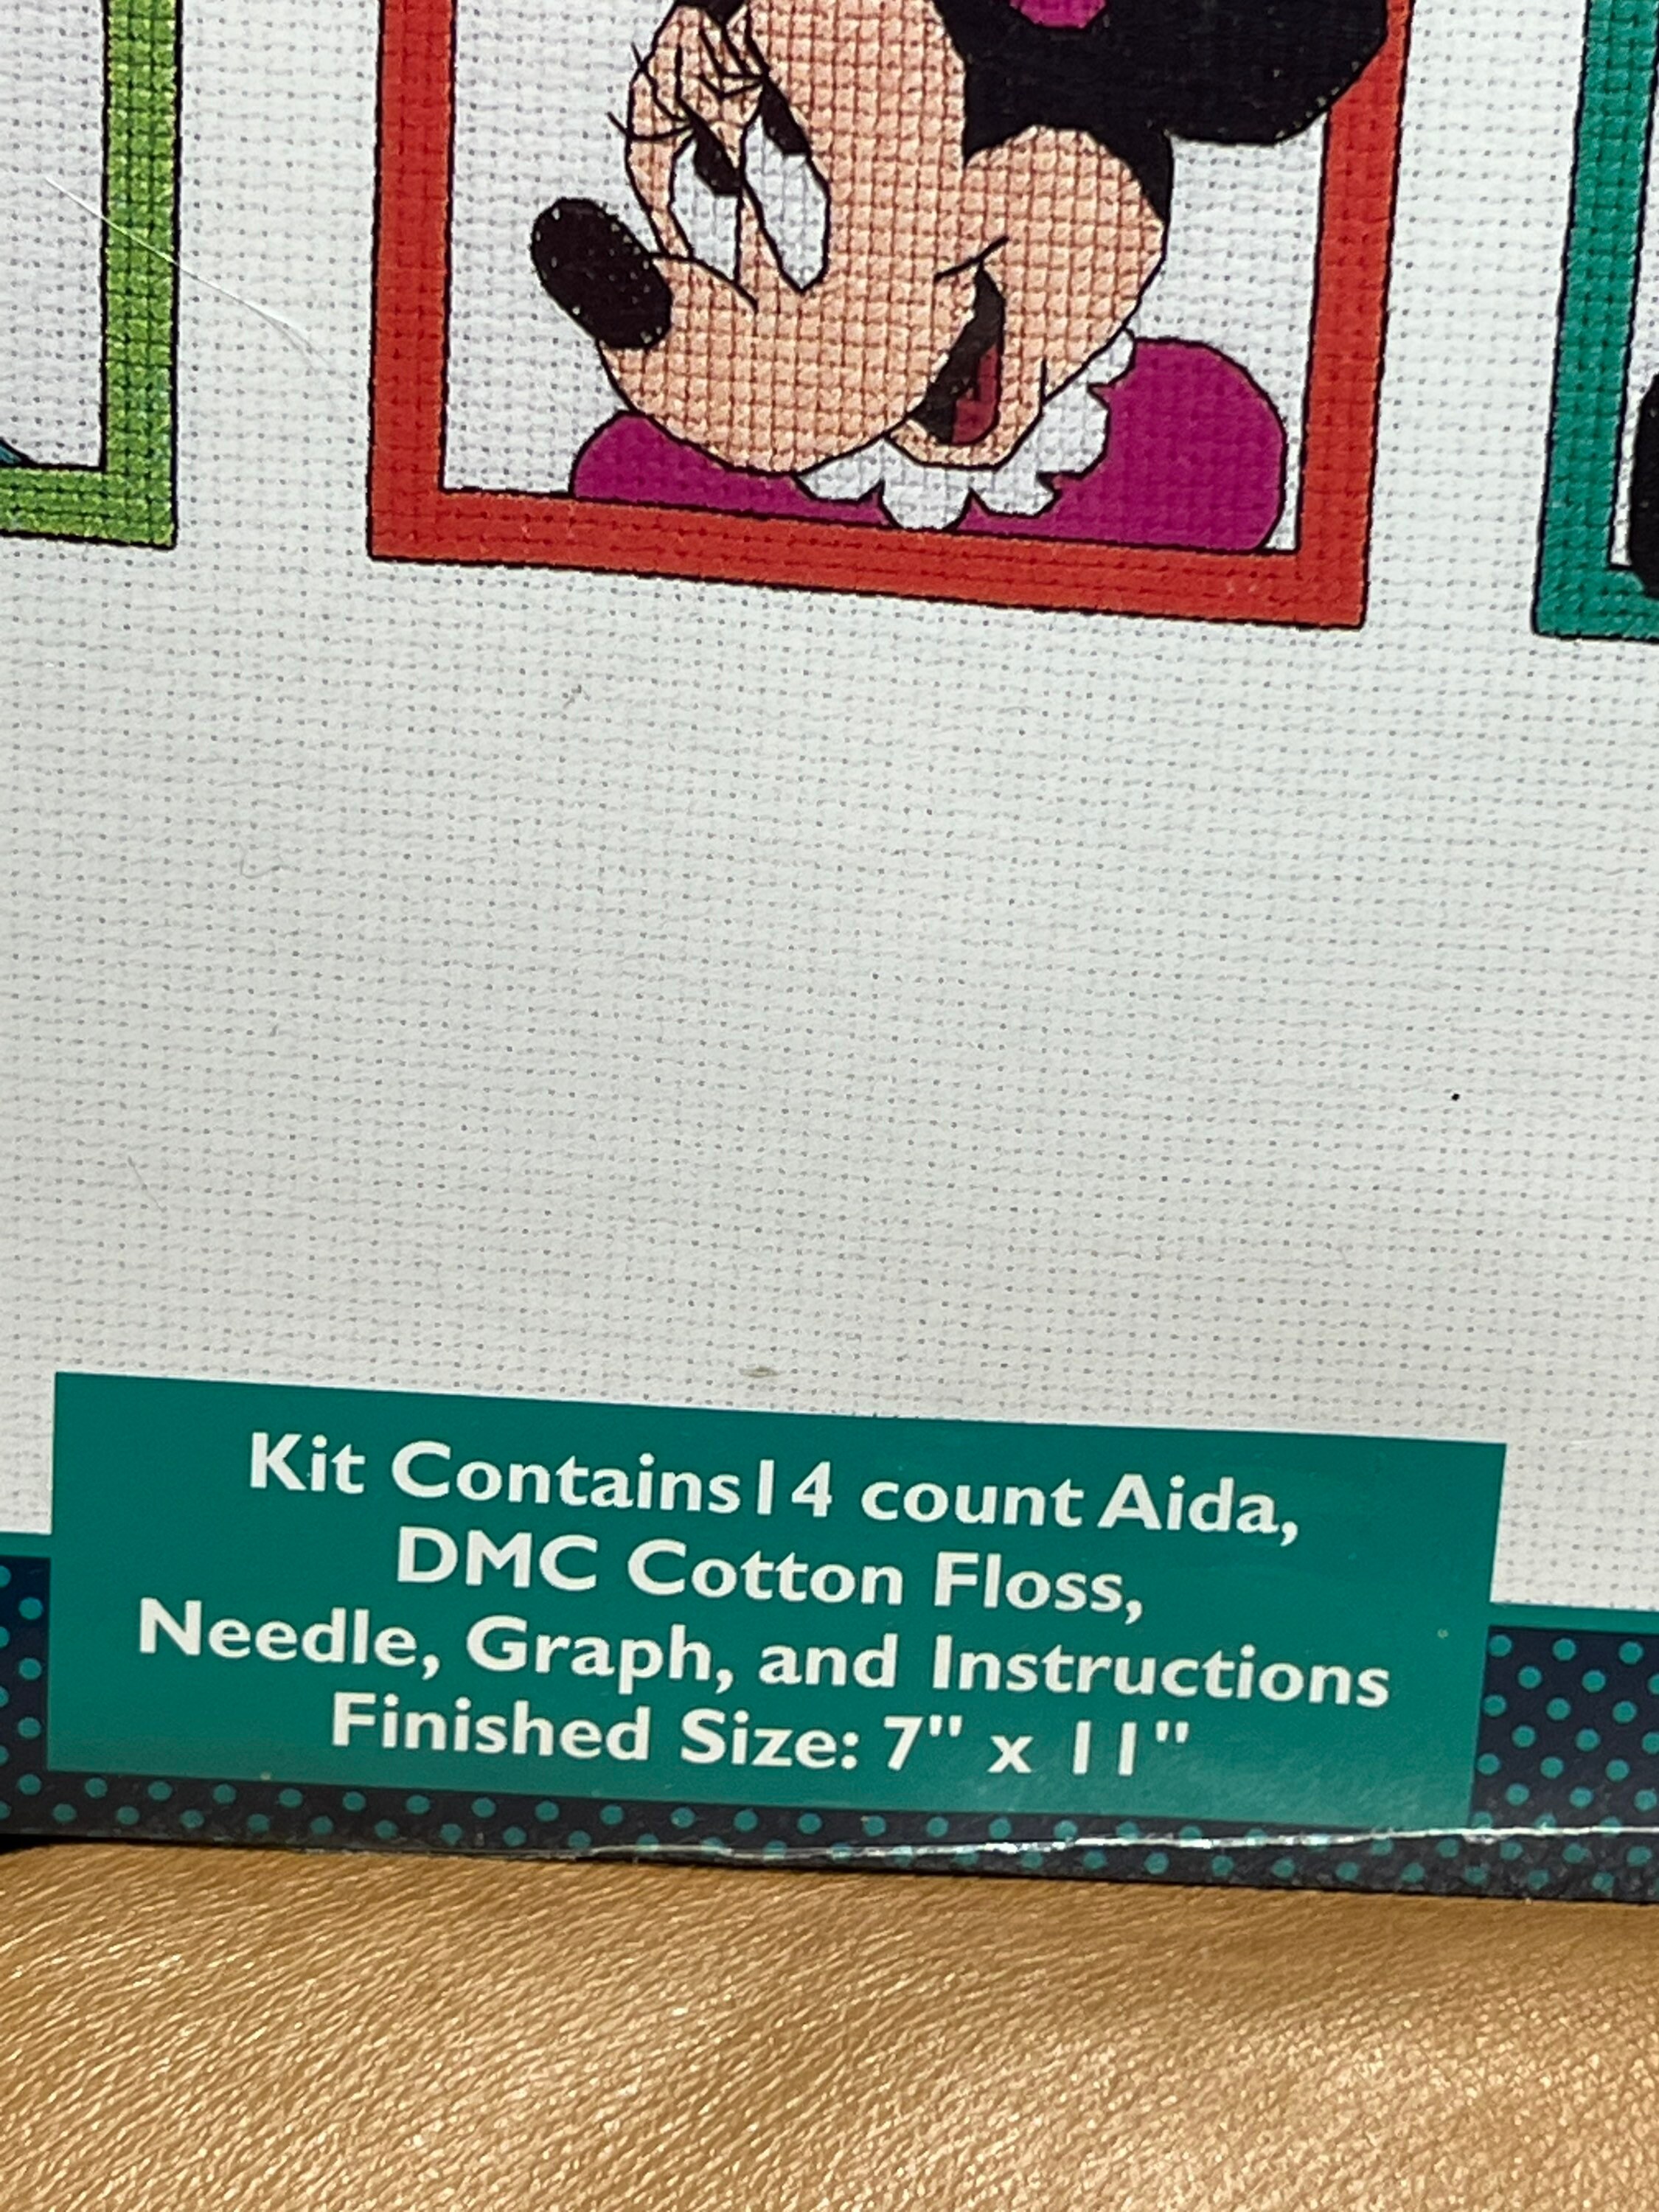 Kit Contains14 count Aida,
DMC Cotton Floss,
Needle, Graph, and Instructions
Finished Size: 7" x 11"